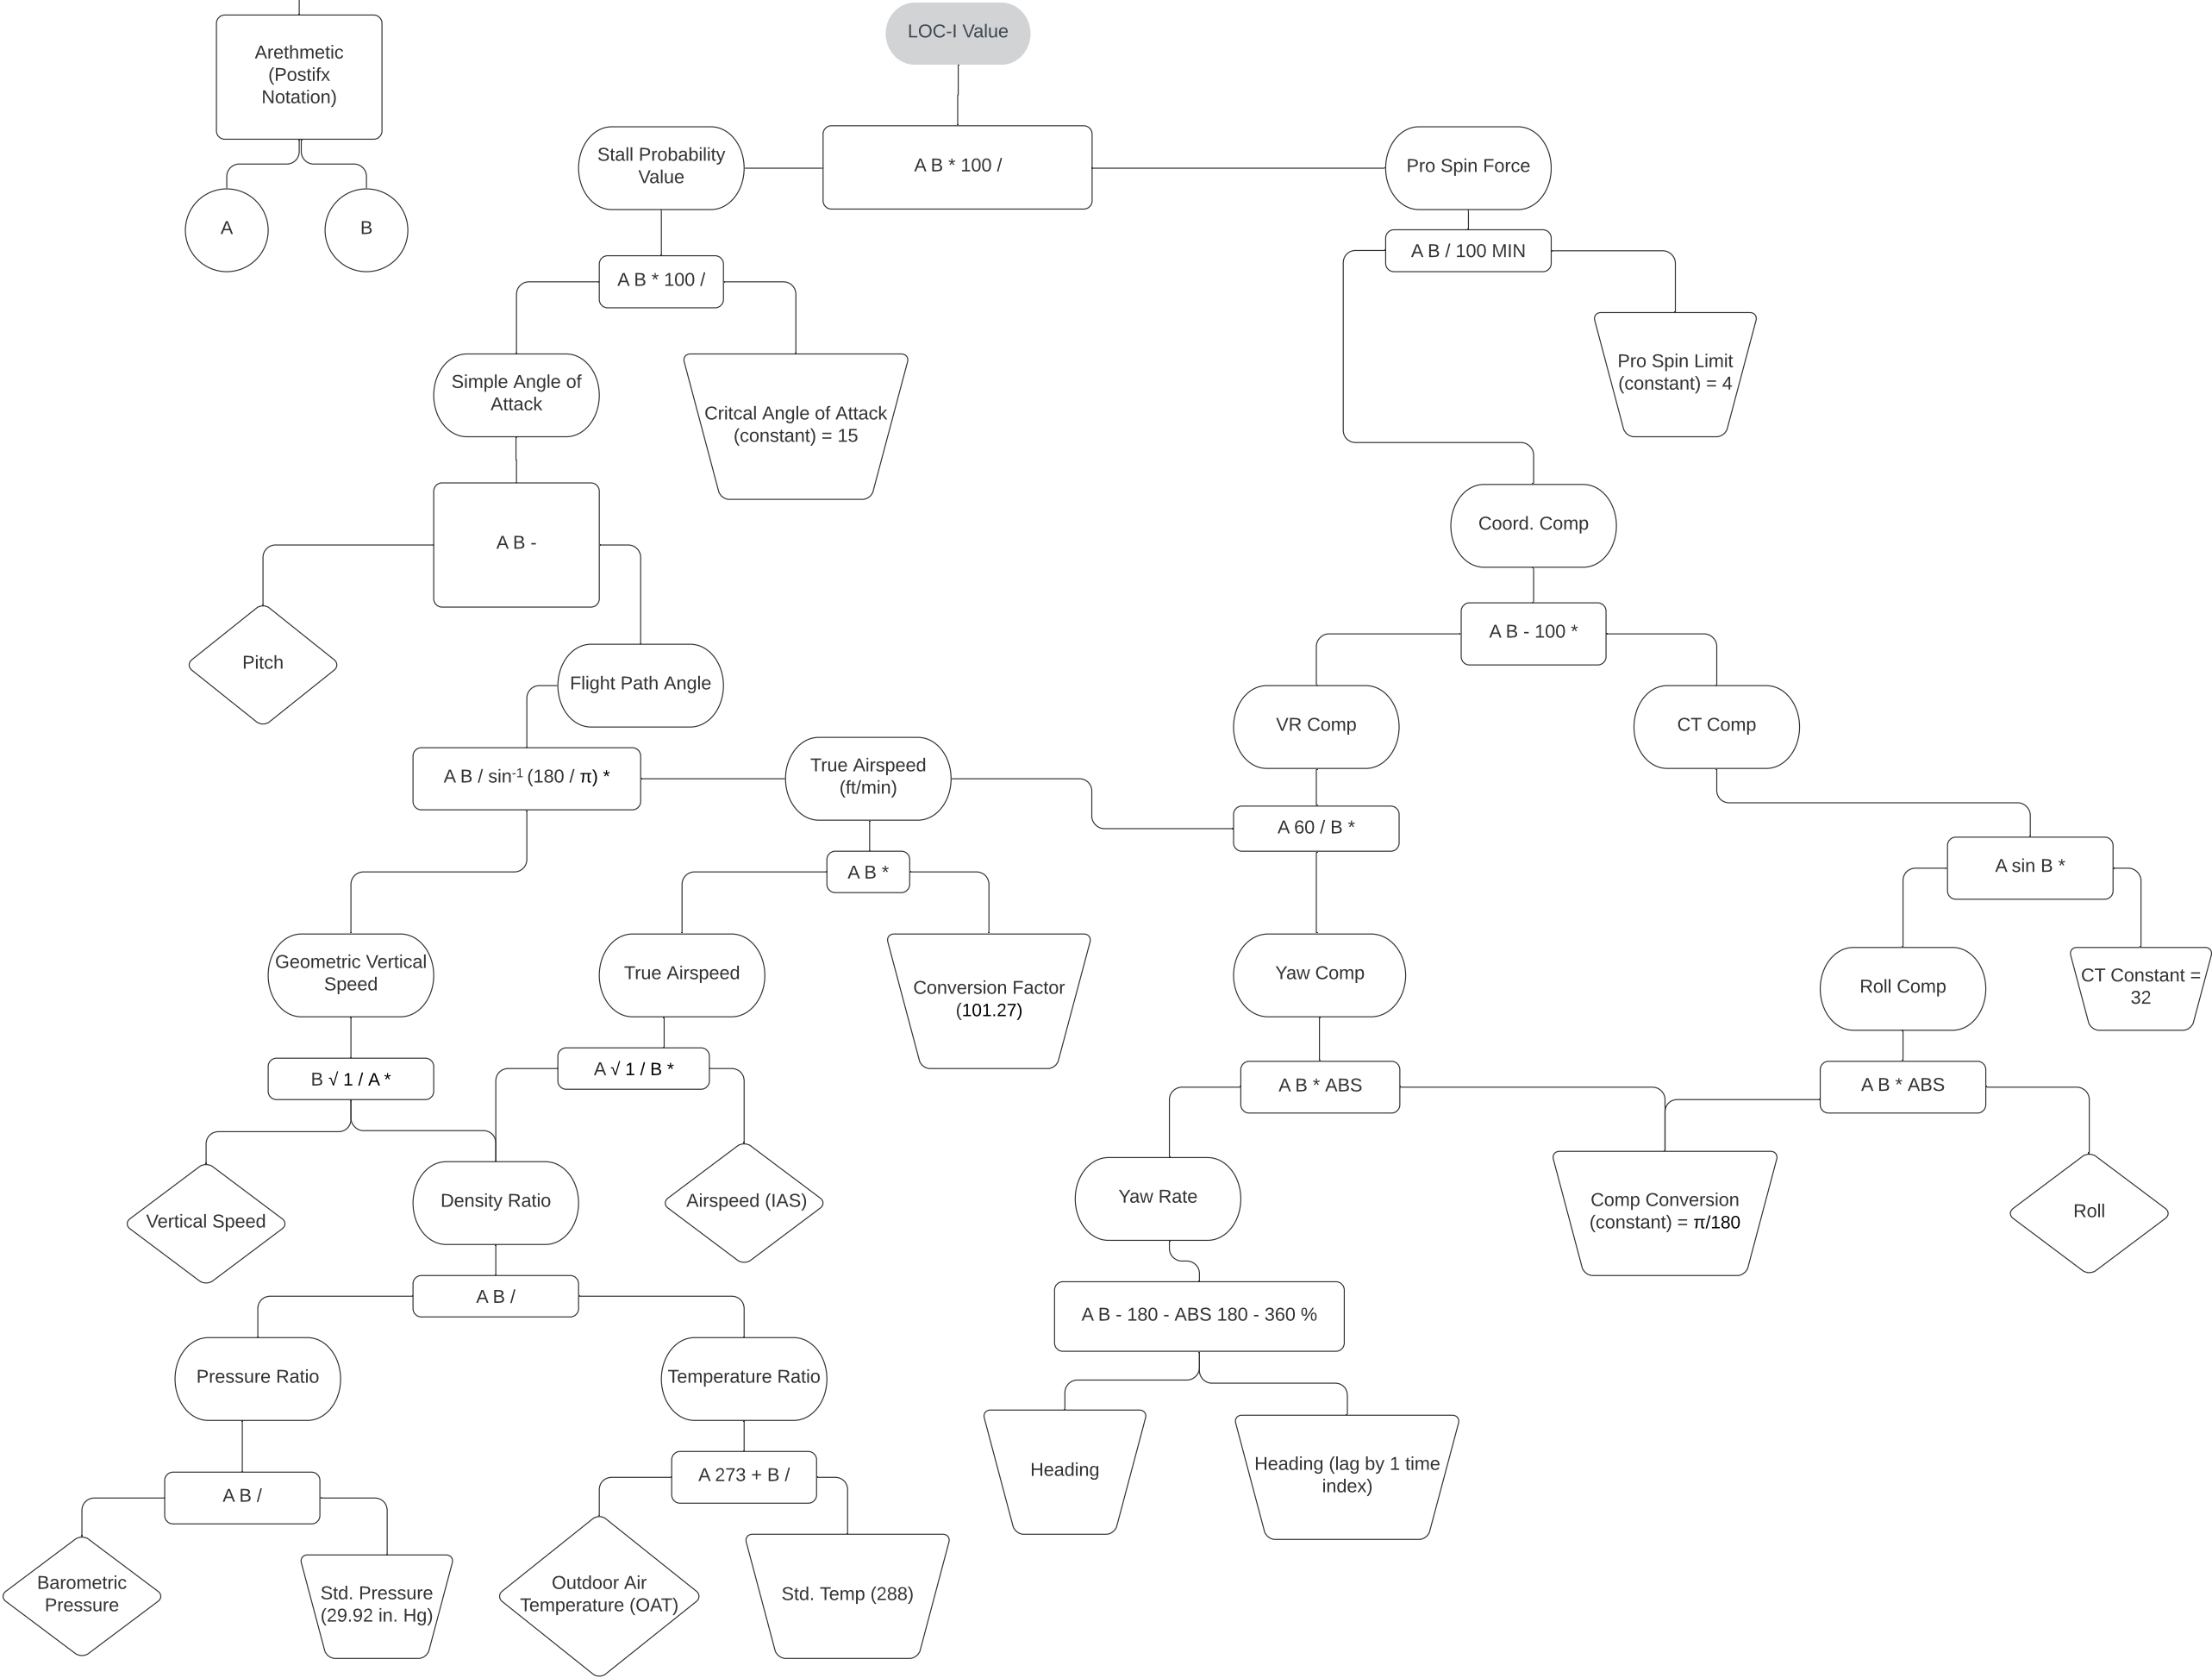 LOC-I Value
Arethmetic
(Postifx
Notation)
A
B
Stall Probability
Value
A B * 100 /
Pro Spin Force
A B * 100 /
A B / 100 MIN
Pro Spin Limit
(constant) = 4
Simple Angle of
Attack
Critcal Angle of Attack
(constant) = 15
A B -
Coord. Comp
A B - 100 *
Pitch
Flight Path Angle
VR Comp
CT Comp
A B / sin-1 (180 / π) *
True Airspeed
(ft/min)
A 60 / B *
A B *
A sin B *
Geometric Vertical
Speed
True Airspeed
Conversion Factor
(101.27)
Yaw Comp
Roll Comp
CT Constant =
32
B √ 1 / A *
A √ 1 / B *
A B * ABS
A B * ABS
Vertical Speed
Density Ratio
Airspeed (IAS)
Yaw Rate
Comp Conversion
(constant) = π/180
Roll
A B /
A B - 180 - ABS 180 - 360 %
Pressure Ratio
Temperature Ratio
A B /
A 273 + B /
Heading
Heading (lag by 1 time
index)
Barometric
Pressure
Std. Pressure
(29.92 in. Hg)
Outdoor Air
Temperature (OAT)
Std. Temp (288)